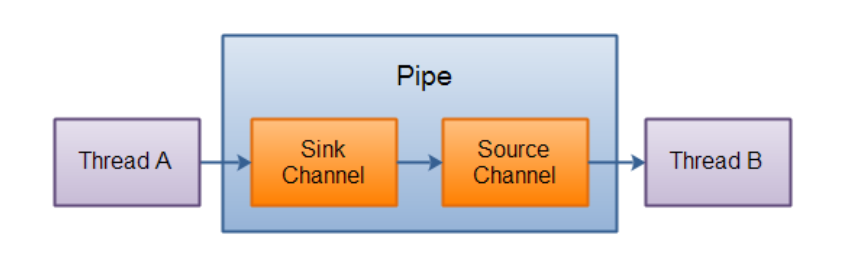 Pipe
Thread A
Sink
Channel
Source
Channel
Thread B